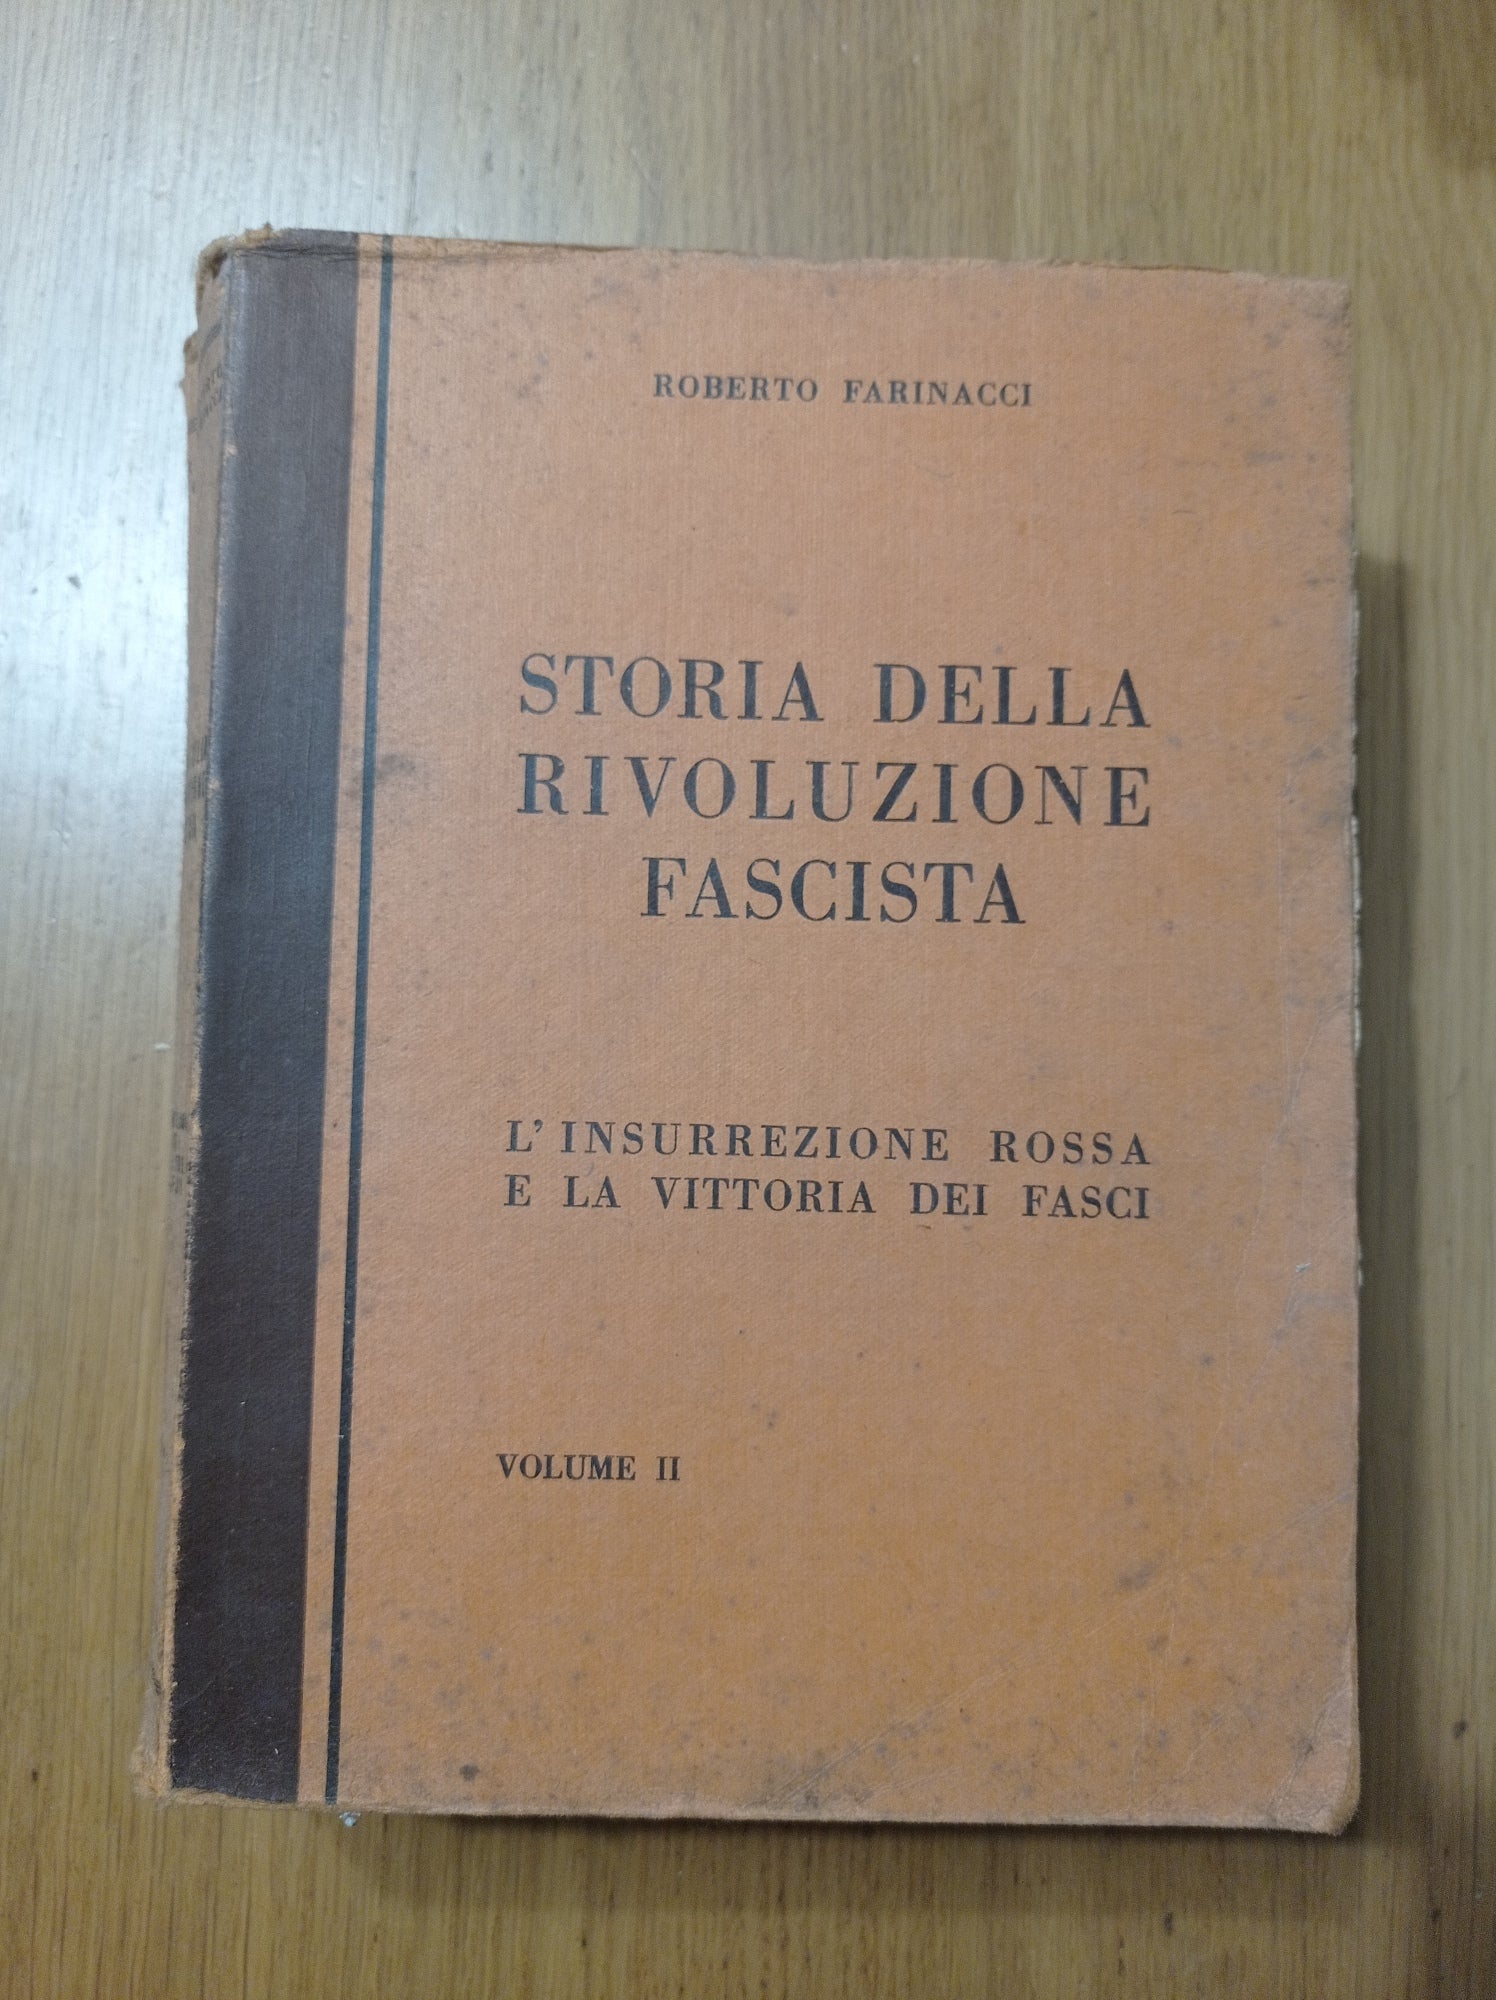 ROBERTO FARINACCI
STORIA DELLA
RIVOLUZIONE
FASCISTA
L'INSURREZIONE ROSSA
E LA VITTORIA DEI FASCI
VOLUME II